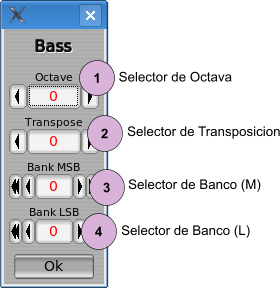 Bass
Octave
0
1 Selector de Octava
Transpose
0
2 Selector de Transposicion
Bank MSB
0
3 Selector de Banco (M)
Bank LSB
0
4 Selector de Banco (L)
Ok